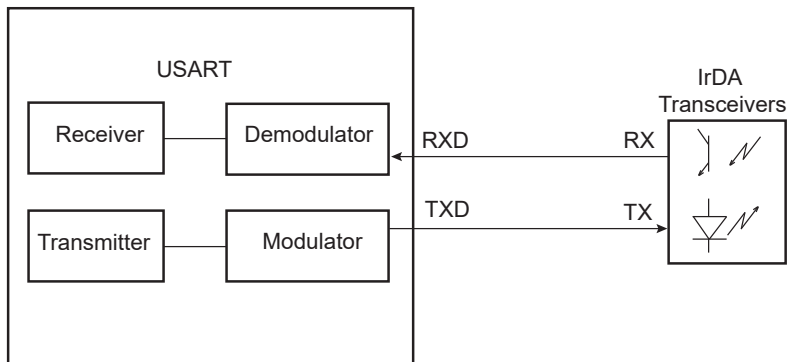 USART
IrDA
Transceivers
Receiver
Demodulator
RXD
RX
Transmitter
Modulator
TXD
TX